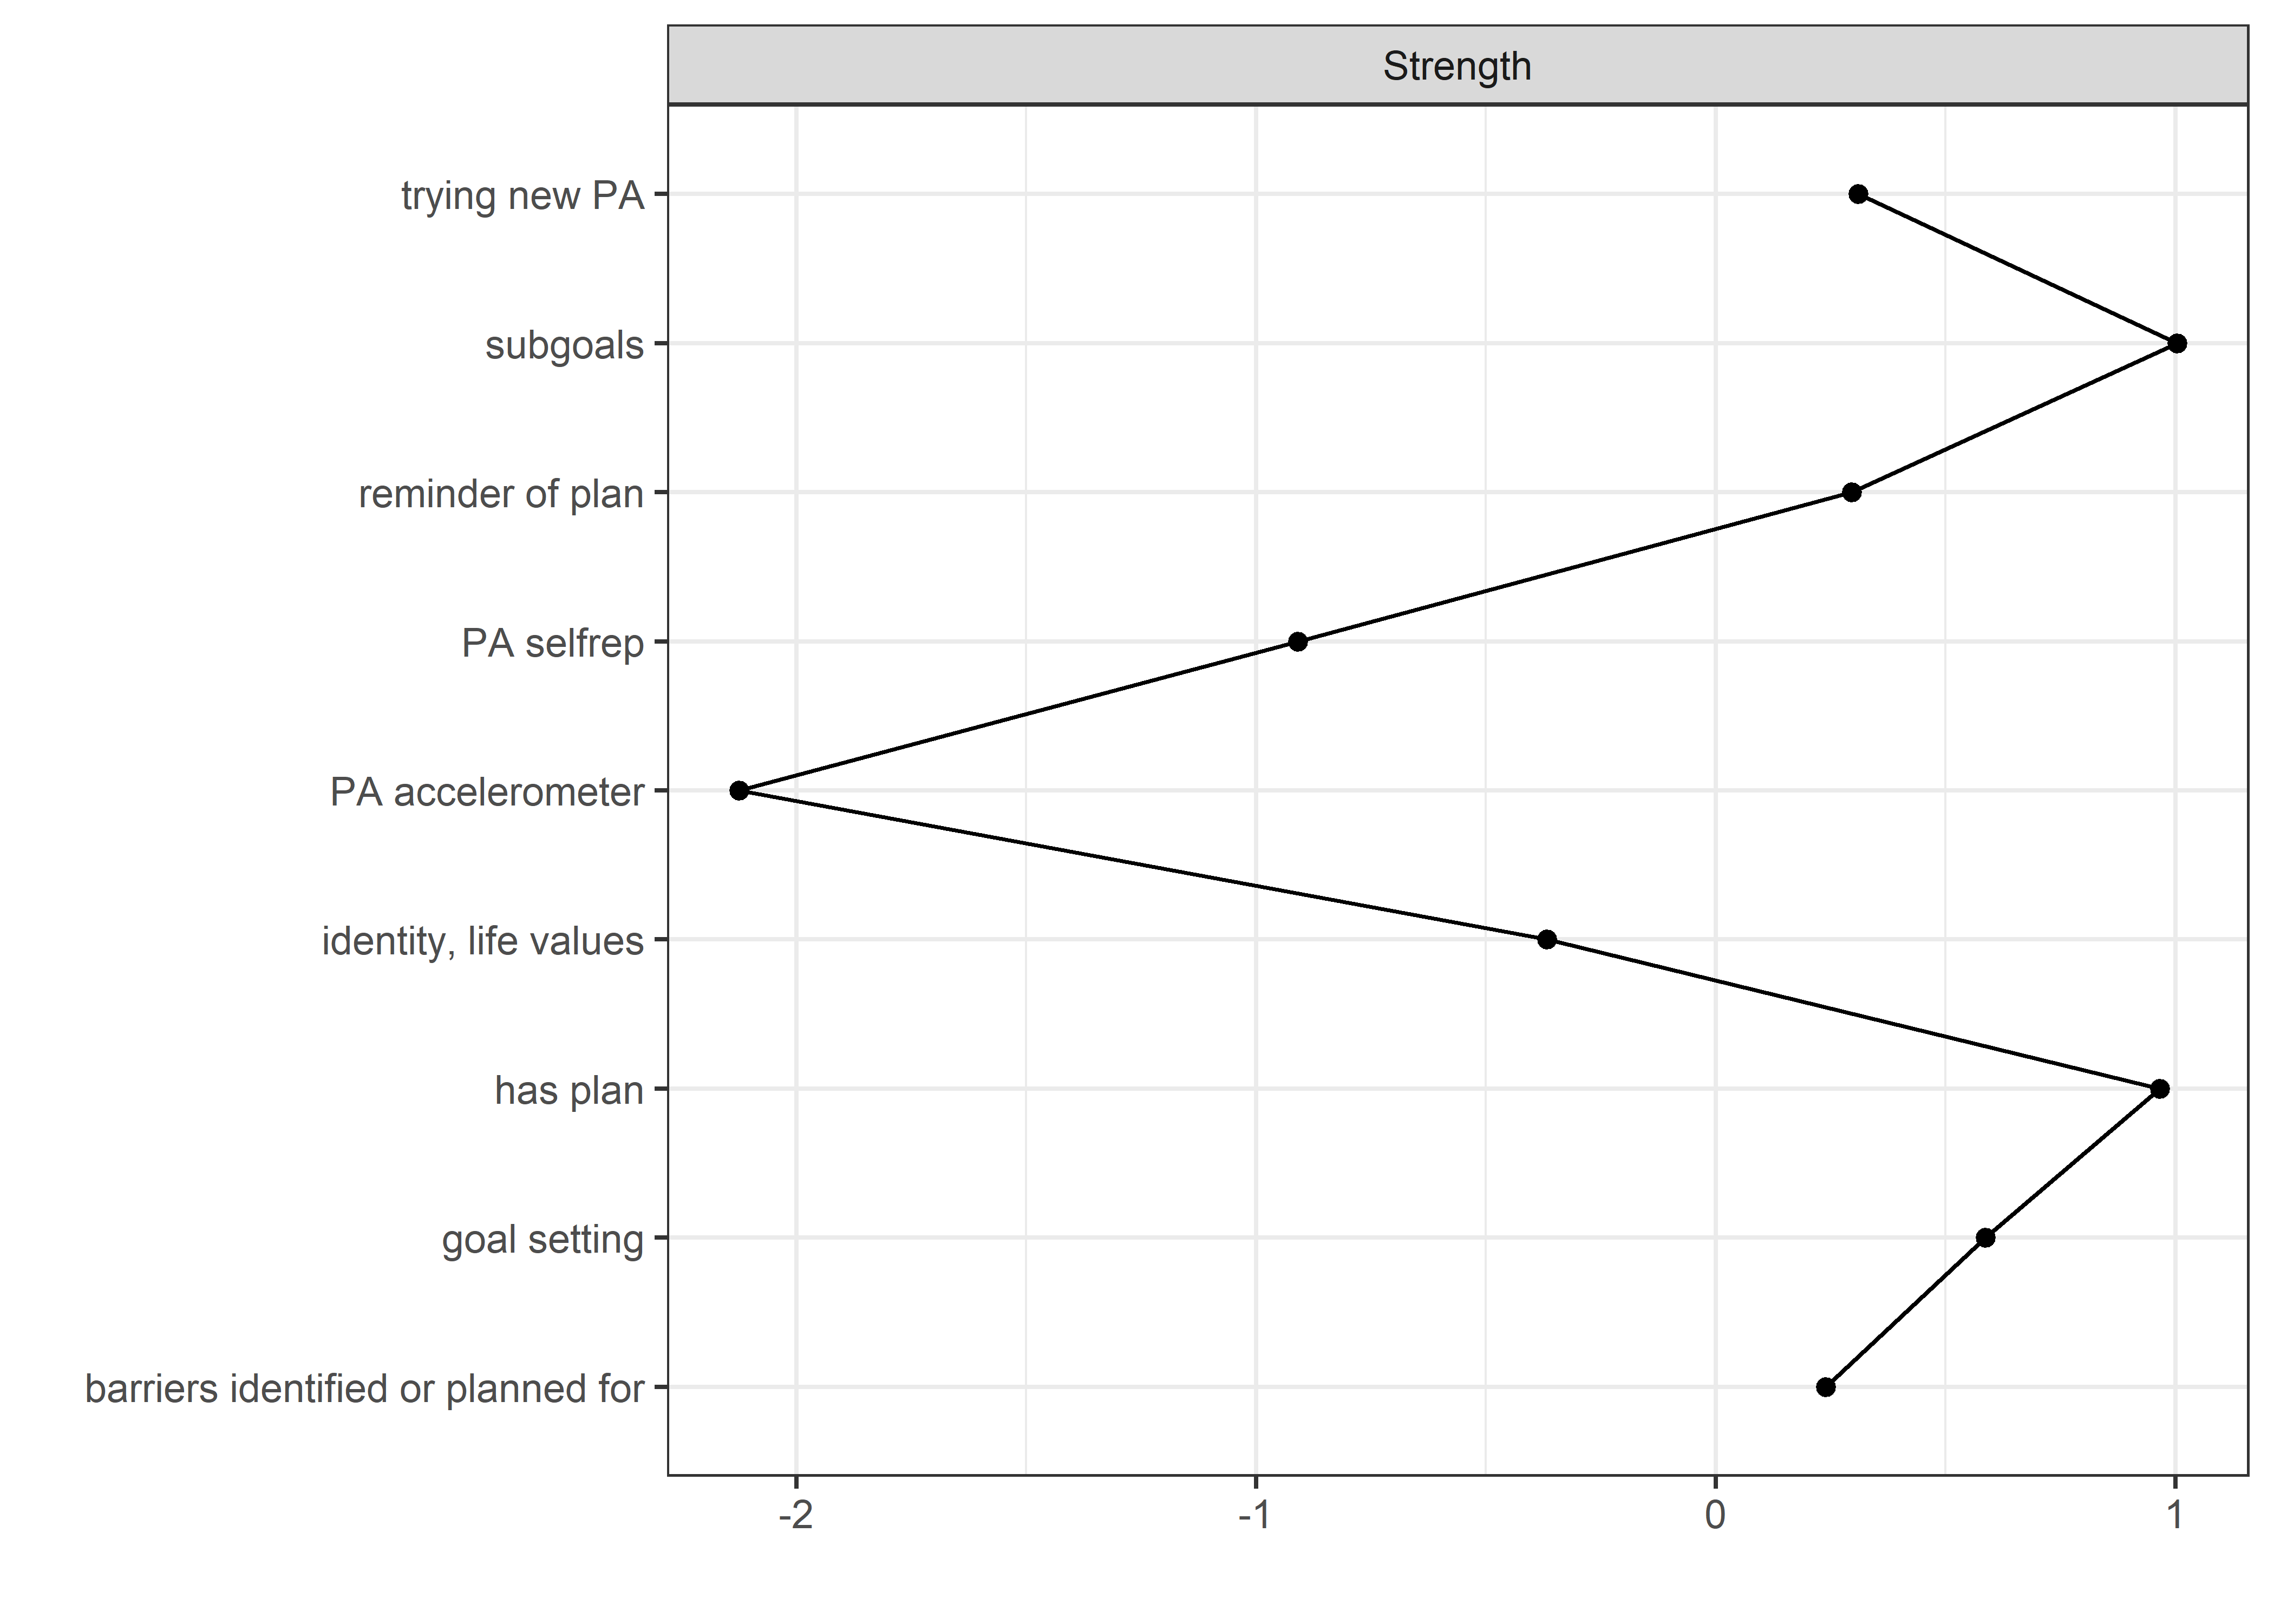 Strength
trying new PA
subgoals
reminder of plan
PA selfrep
PA accelerometer
identity, life values
has plan
goal setting
barriers identified or planned for
-2 -1 0 1